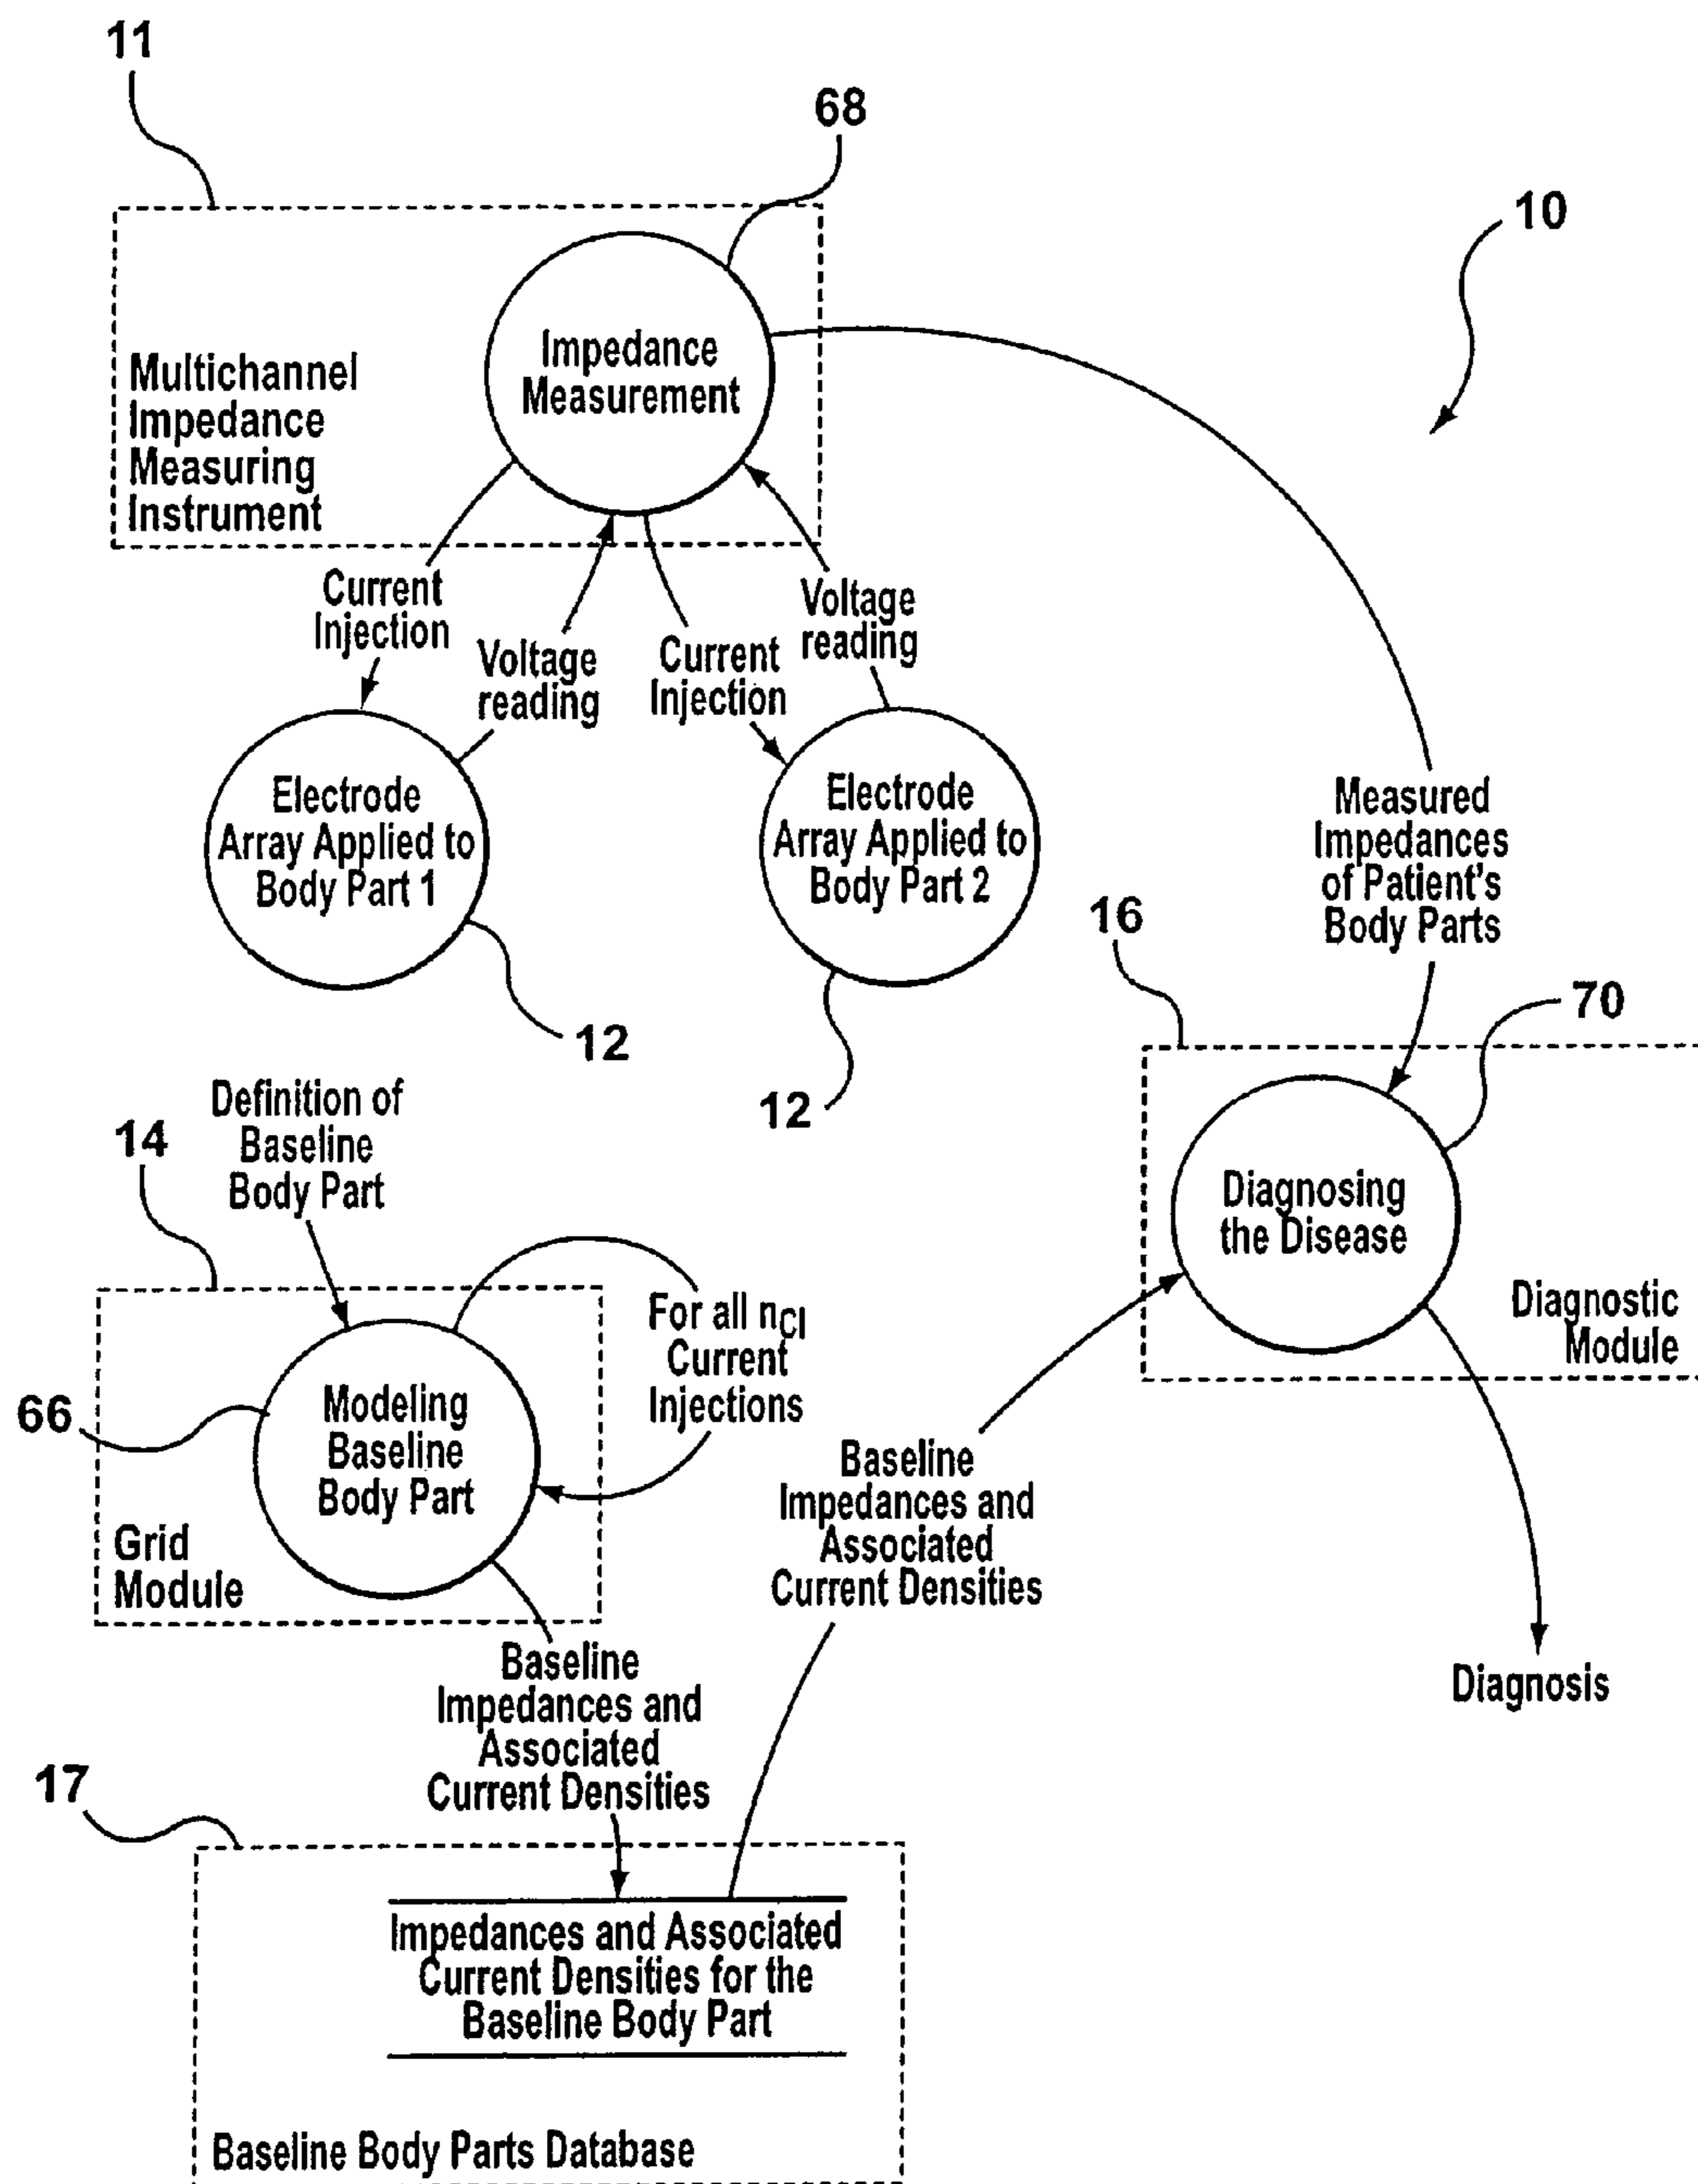 11
68
10
Impedance
Measurement
Multichannel
Impedance
Measuring
Instrument
Current
Injection
Voltage
reading
Current
Injection
Voltage
reading
Electrode
Array Applied to
Body Part 1
Electrode
Array Applied to
Body Part 2
Measured
Impedances
of Patient's
Body Parts
12
12
16
70
Definition of
Baseline
Body Part
14
Diagnosing
the Disease
Diagnostic
Module
For all nCI
Current
Injections
66
Modeling
Baseline
Body Part
Grid
Module
Baseline
Impedances and
Associated
Current Densities
Baseline
Impedances and
Associated
Current Densities
Diagnosis
17
Impedances and Associated
Current Densities for the
Baseline Body Part
Baseline Body Parts Database